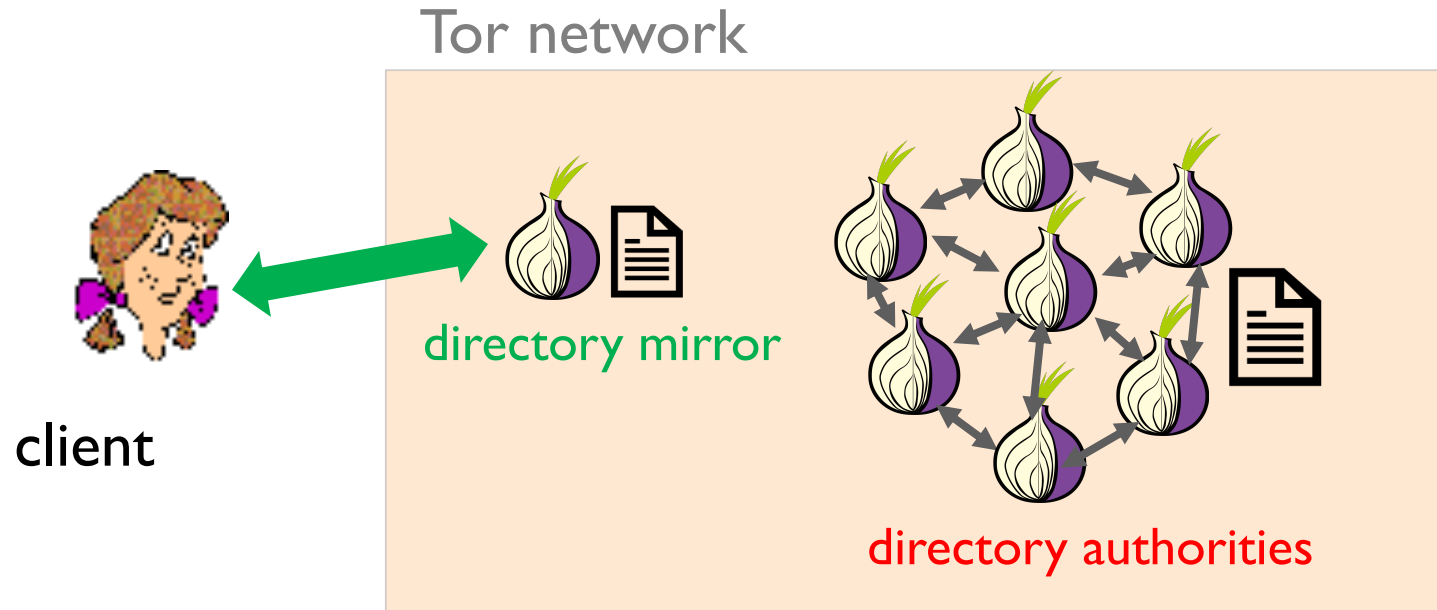 Tor network
directory mirror
client
directory authorities